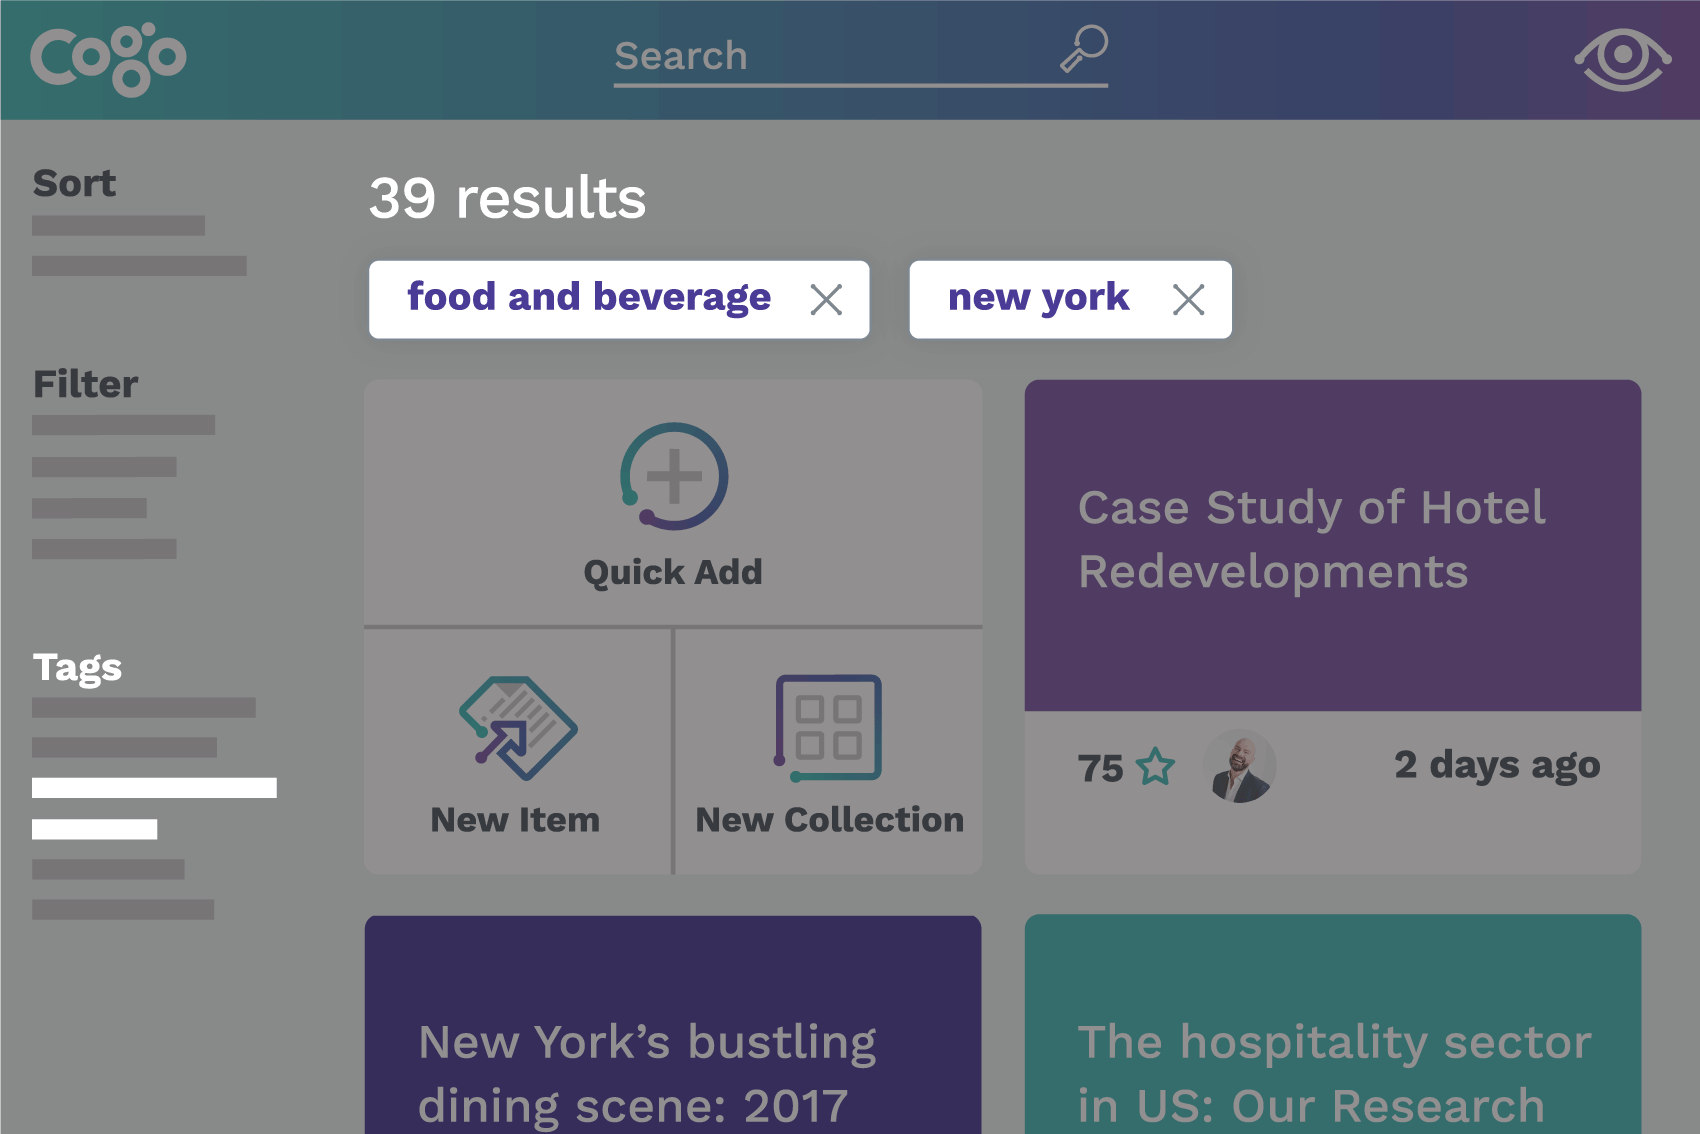 Cogo
Search
Sort
Filter
Tags
39 results
food and beverage
new york
Quick Add
New Item
New Collection
Case Study of Hotel
Redevelopments
75
2 days ago
New York’s bustling
dining scene: 2017
The hospitality sector
in US: Our Research